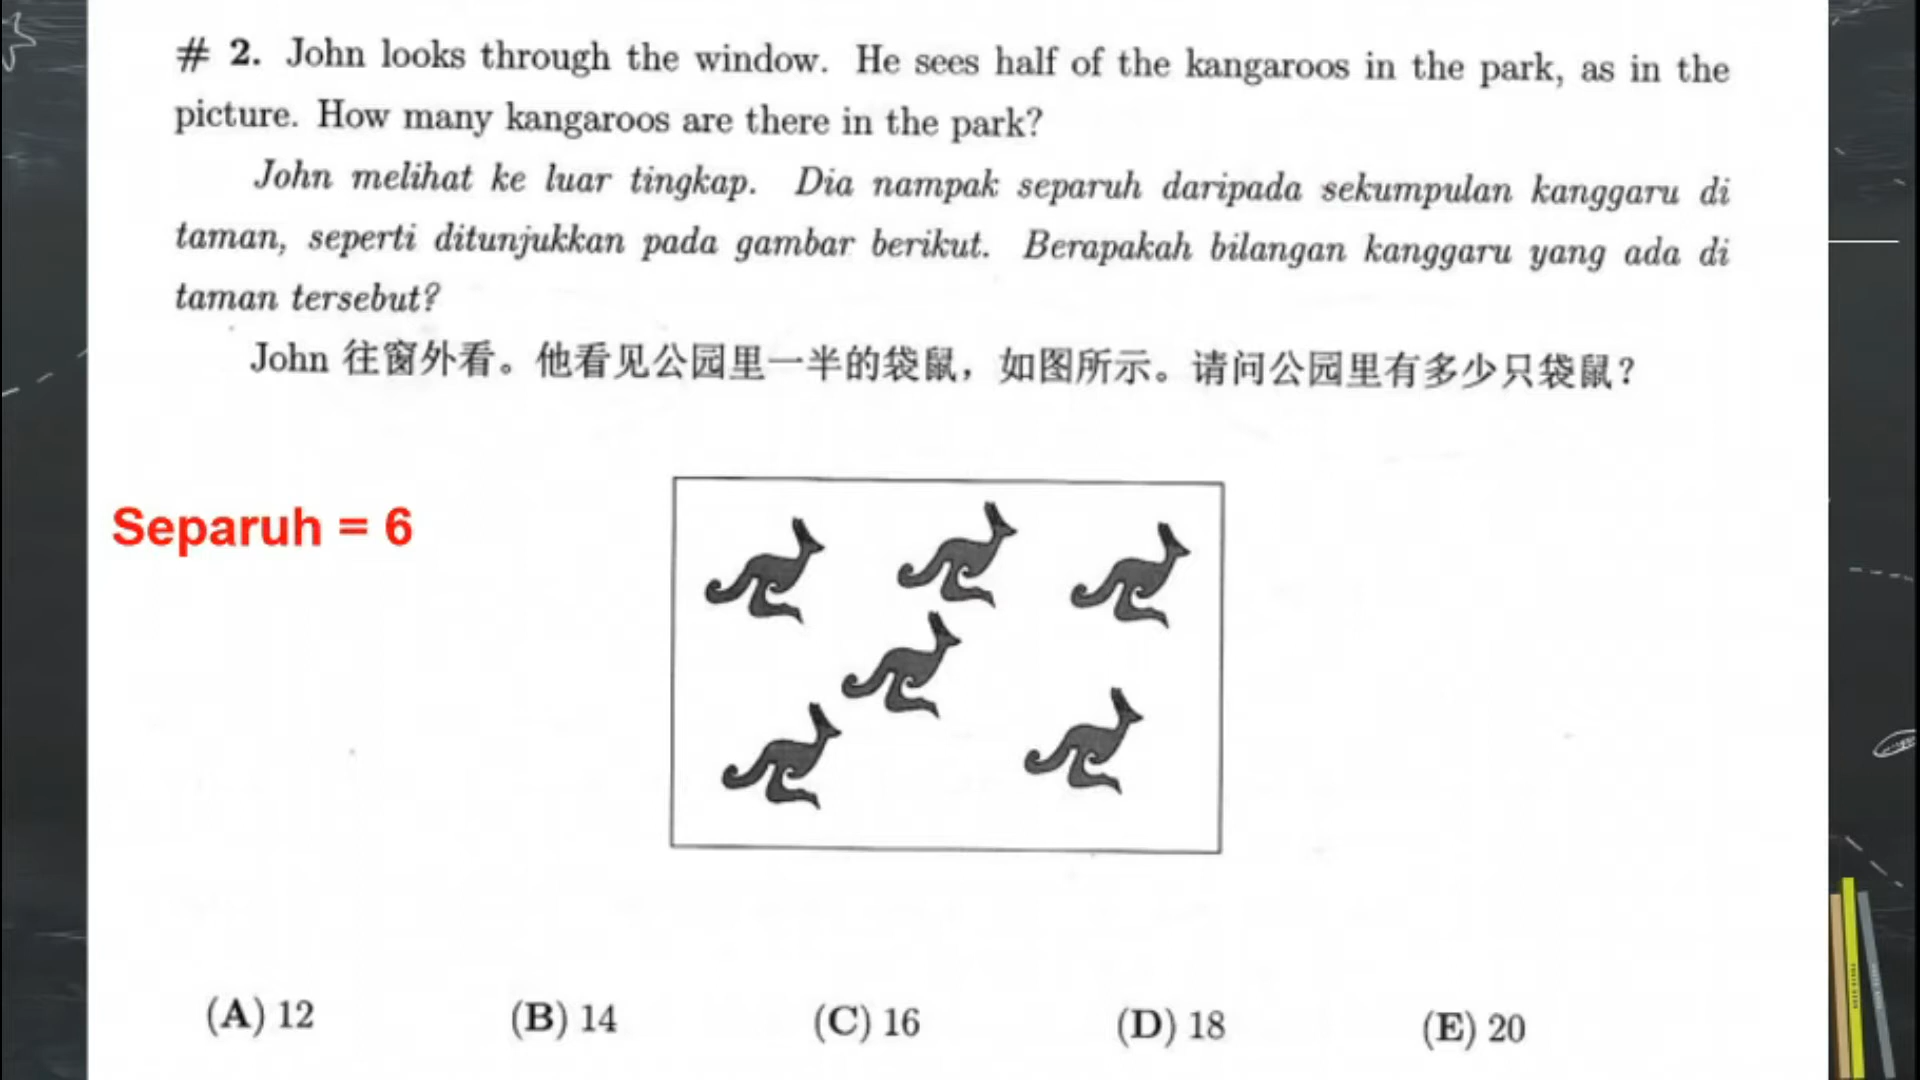 # 2. John looks through the window. He sees half of the kangaroos in the park, as in the
picture. How many kangaroos are there in the park?
John melihat ke luar tingkap. Dia nampak separuh daripada sekumpulan kanggaru di
taman, seperti ditunjukkan pada gambar berikut. Berapakah bilangan kanggaru yang ada di
taman tersebut?
John 往窗外看。他看见公园里一半的袋鼠，如图所示。请问公园里有多少只袋鼠？
Separuh = 6
(A) 12 (B) 14 (C) 16 (D) 18 (E) 20